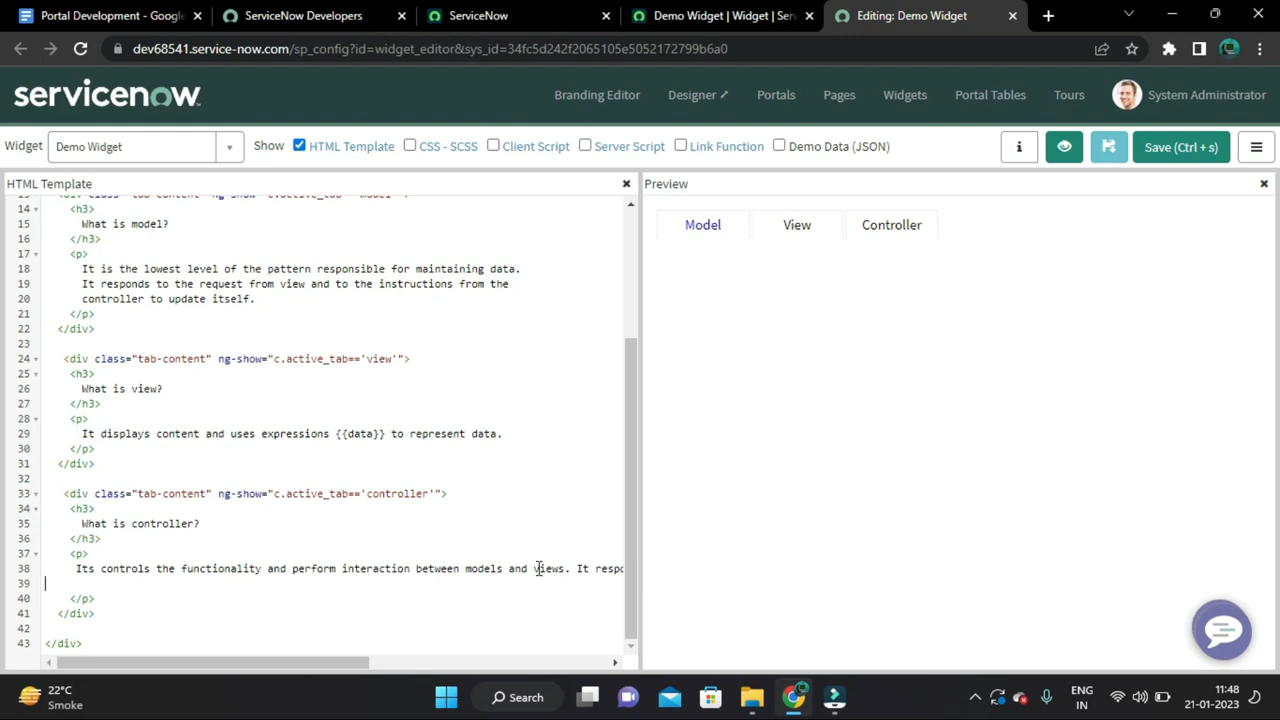 Portal Development - Google
ServiceNow Developers
ServiceNow
Demo Widget | Widget | Serv
Editing: Demo Widget
dev68541.service-now.com/sp_config?id=widget_editor&sys_id=34fc5d242f2065105e5052172799b6a0
servicenow
Branding Editor
Designer
Portals
Pages
Widgets
Portal Tables
Tours
System Administrator
Widget
Demo Widget
Show
HTML Template
CSS - SCSS
Client Script
Server Script
Link Function
Demo Data (JSON)
Save (Ctrl + s)
HTML Template
Preview
14 <h3>
15 What is model?
16 </h3>
17 <p>
18 It is the lowest level of the pattern responsible for maintaining data.
19 It responds to the request from view and to the instructions from the
20 controller to update itself.
21 </p>
22 </div>
23
24 <div class="tab-content" ng-show="c.active_tab=='view'">
25 <h3>
26 What is view?
27 </h3>
28 <p>
29 It displays content and uses expressions {{data}} to represent data.
30 </p>
31 </div>
32
33 <div class="tab-content" ng-show="c.active_tab=='controller'">
34 <h3>
35 What is controller?
36 </h3>
37 <p>
38 Its controls the functionality and perform interaction between models and views. It respo
39
40 </p>
41 </div>
42
43 </div>
Model
View
Controller
22°C
Smoke
Search
ENG
IN
11:48
21-01-2023